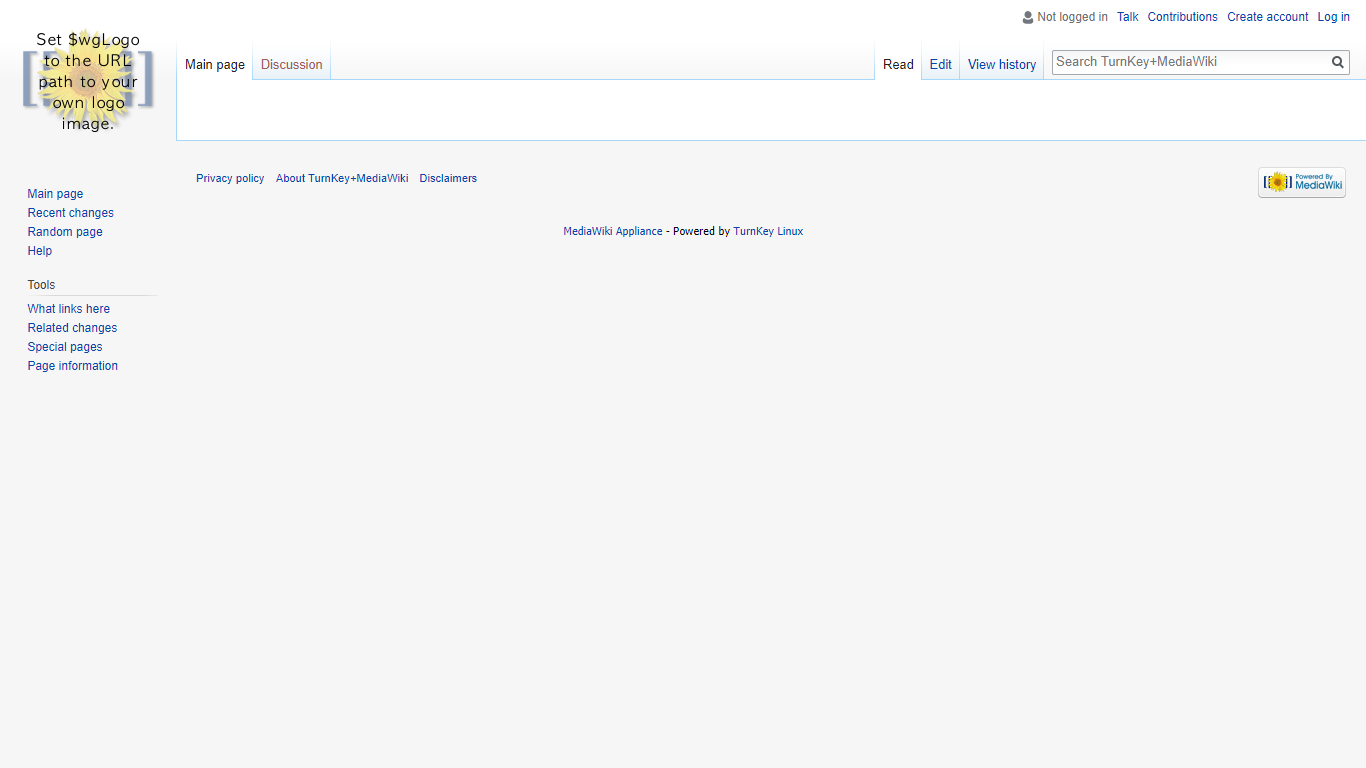 Not logged in Talk Contributions Create account Log in
Set $wgLogo
to the URL
path to your
own logo
image.
Main page Discussion Read Edit View history Search TurnKey+MediaWiki
Main page
Recent changes
Random page
Help
Tools
What links here
Related changes
Special pages
Page information
Privacy policy About TurnKey+MediaWiki Disclaimers
Powered By
MediaWiki
MediaWiki Appliance - Powered by TurnKey Linux